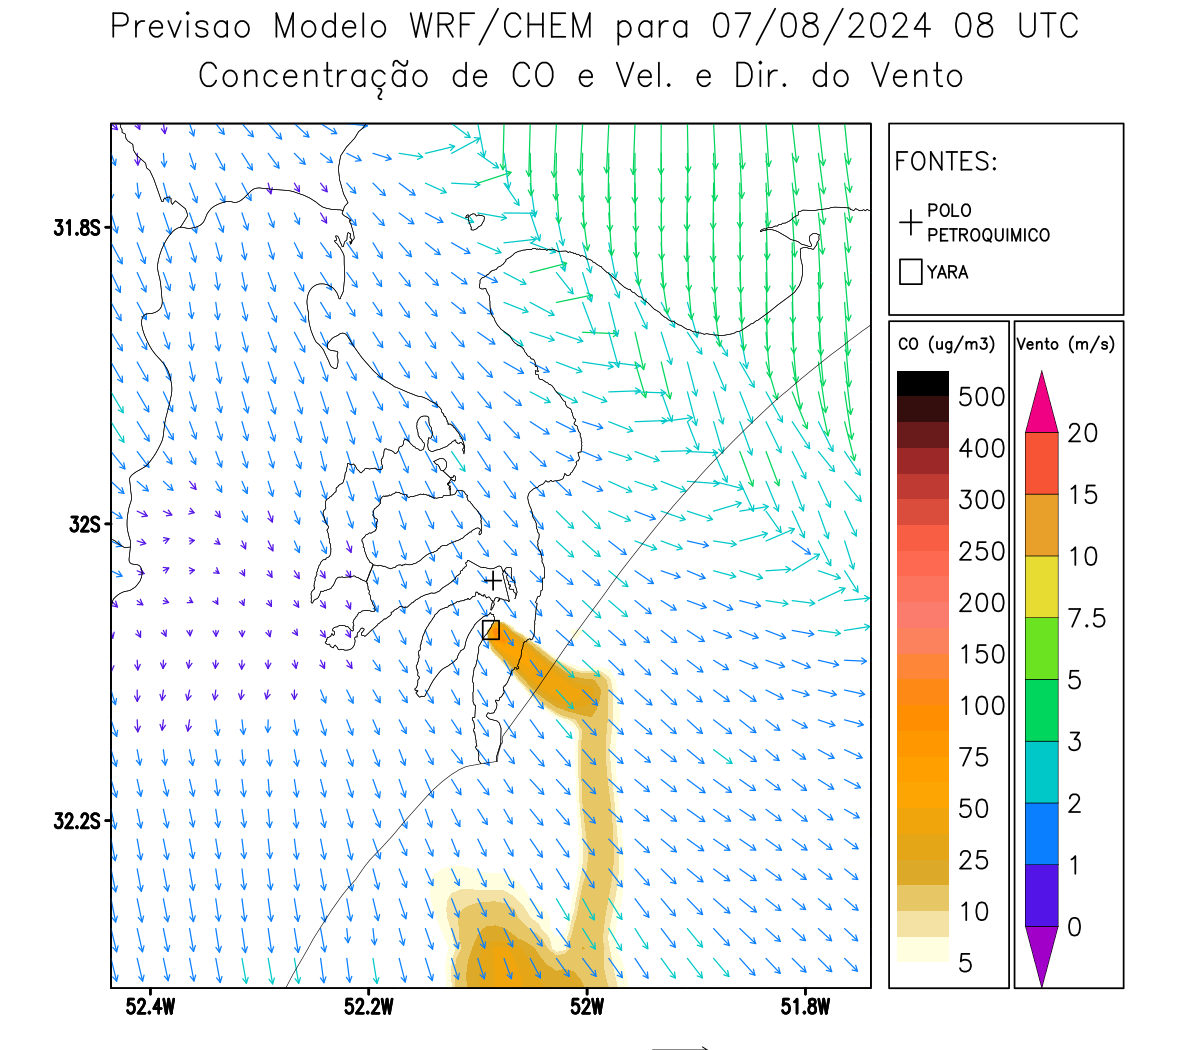 Previsao Modelo WRF/CHEM para 07/08/2024 08 UTC
Concentração de CO e Vel. e Dir. do Vento
FONTES:
POLO
PETROQUIMICO
YARA
CO (ug/m3)
500
400
300
250
200
150
100
75
50
25
10
5
Vento (m/s)
20
15
10
7.5
5
3
2
1
0
31.8S
32S
32.2S
52.4W
52.2W
52W
51.8W